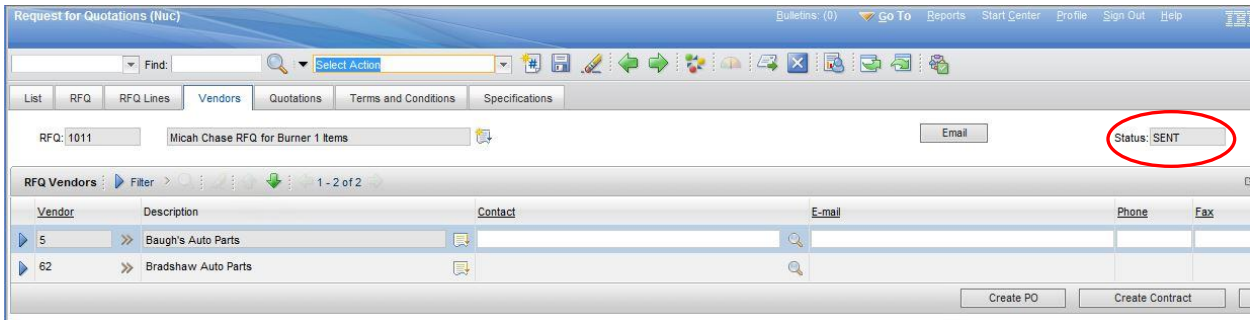 Request for Quotations (Nuc) Bulletins: (0) Go To Reports Start Center Profile Sign Out Help IBM
Find: Select Action
List RFQ RFQ Lines Vendors Quotations Terms and Conditions Specifications
RFQ: 1011 Micah Chase RFQ for Burner 1 Items Email Status: SENT
RFQ Vendors Filter 1 - 2 of 2
Vendor Description Contact E-mail Phone Fax
5 Baugh's Auto Parts
62 Bradshaw Auto Parts
Create PO Create Contract